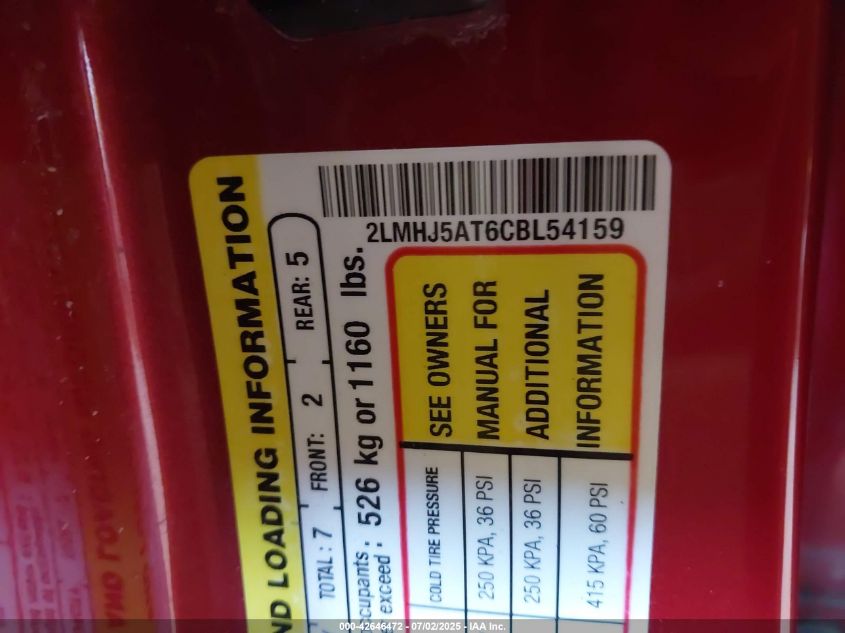 ND LOADING INFORMATION
TOTAL: 7 FRONT: 2 REAR: 5
cupants
exceed : 526 kg or 1160 lbs.
2LMHJ5AT6CBL54159
COLD TIRE PRESSURE
250 KPA, 36 PSI
250 KPA, 36 PSI
415 KPA, 60 PSI
SEE OWNERS
MANUAL FOR
ADDITIONAL
INFORMATION
000-42646472 - 07/02/2025 - IAA Inc.